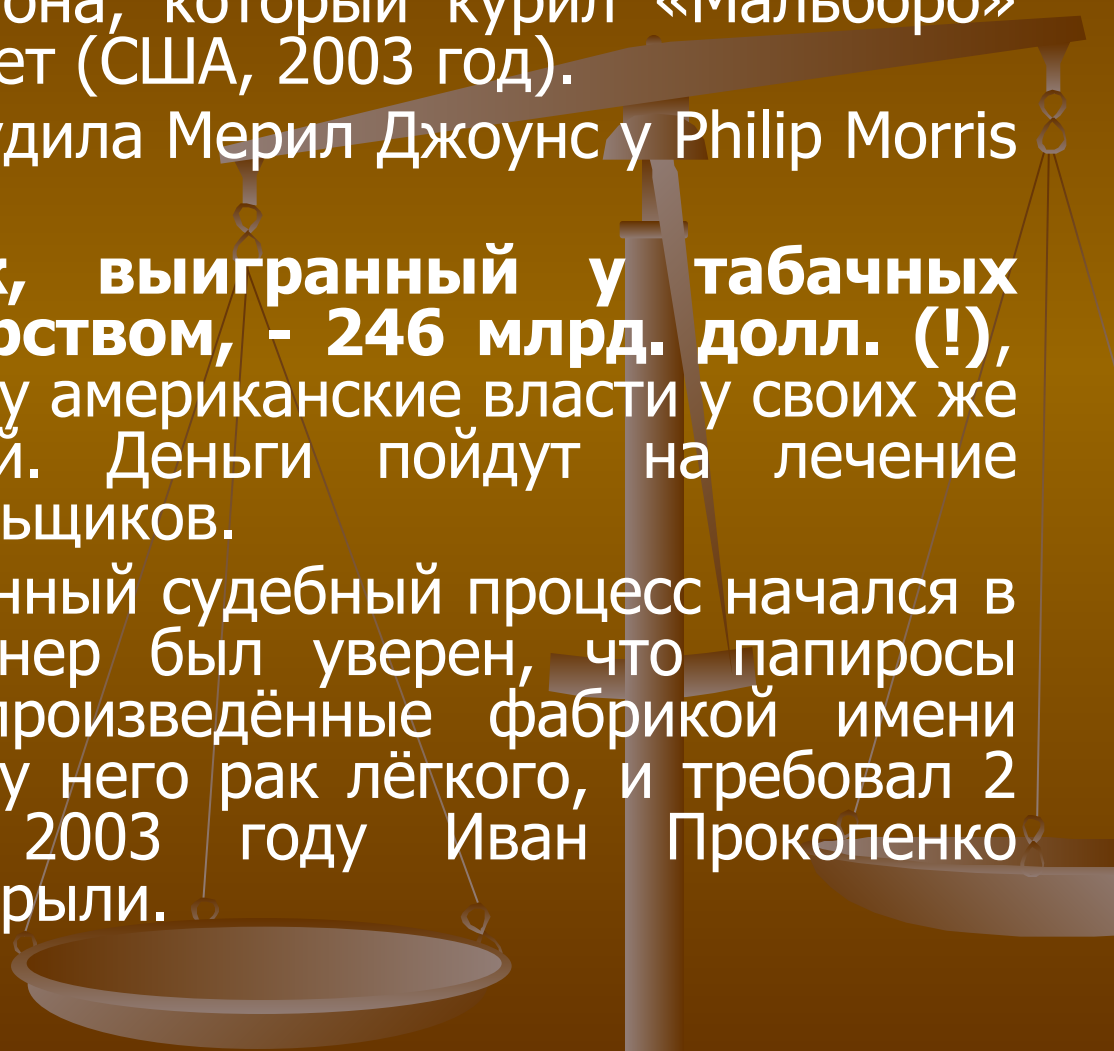 она, который курил «Мальборо»
ет (США, 2003 год).
удила Мерил Джоунс у Philip Morris
к, выигранный у табачных
рством, - 246 млрд. долл. (!),
у американские власти у своих же
й. Деньги пойдут на лечение
льщиков.
нный судебный процесс начался в
нер был уверен, что папиросы
произведённые фабрикой имени
у него рак лёгкого, и требовал 2
2003 году Иван Прокопенко
рыли.